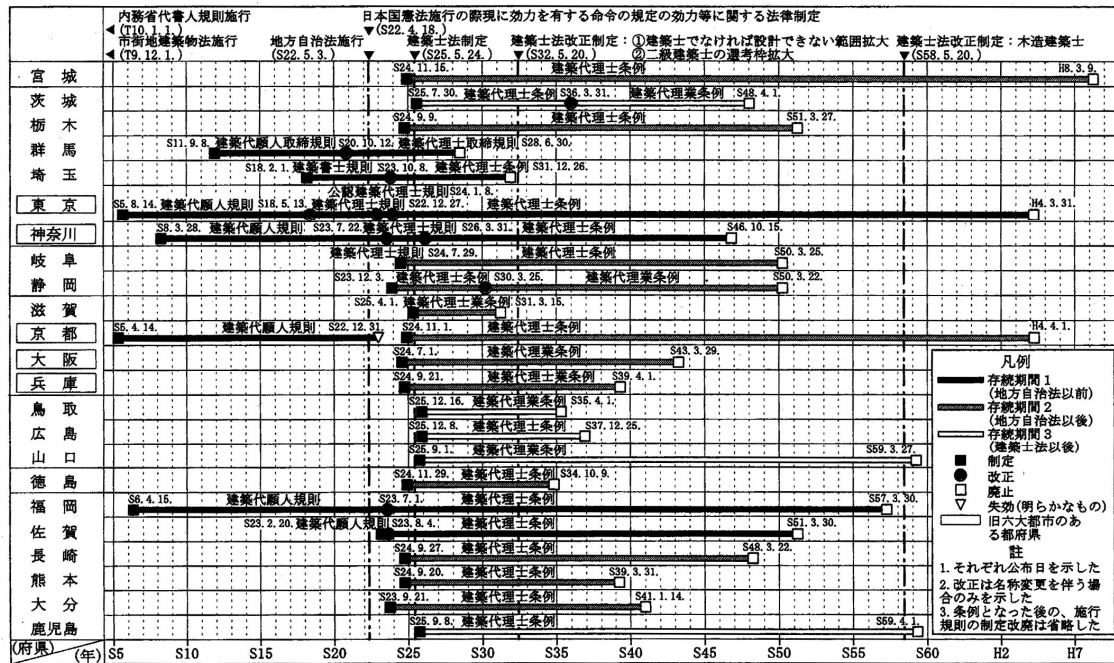 内務省代書人規則施行
(T10.1.1.)
日本国憲法施行の際現に効力を有する命令の規定の効力等に関する法律制定
(S22.4.18.)
市街地建築物法施行
(T9.12.1.)
地方自治法施行
(S22.5.3.)
建築士法制定
(S25.5.24.)
建築士法改正制定：①建築士でなければ設計できない範囲拡大
(S32.5.20.) ②二級建築士の選考枠拡大
建築士法改正制定：木造建築士
(S58.5.20.)
宮城 S24.11.15. 建築代理士条例 H8.3.9.
茨城 S25.7.30. 建築代理士条例 S36.3.31. 建築代理業条例 S48.4.1.
栃木 S24.9.9. 建築代理士条例 S51.3.27.
群馬 S11.9.8. 建築代願人取締規則 S20.10.12. 建築代理士取締規則 S28.6.30.
埼玉 S18.2.1. 建築書士規則 S23.10.8. 建築代理士条例 S31.12.26.
公認建築代理士規則 S24.1.8.
東京 S5.8.14. 建築代願人規則 S18.5.13. 建築代理士規則 S22.12.27. 建築代理士条例 H4.3.31.
神奈川 S8.3.28. 建築代願人規則 S23.7.22. 建築代理士規則 S26.3.31. 建築代理士条例 S46.10.15.
岐阜 建築代理士規則 S24.7.29. 建築代理士条例 S50.3.25.
静岡 S23.12.3. 建築代理士条例 S30.3.25. 建築代理業条例 S50.3.22.
滋賀 S25.4.1. 建築代理士業条例 S31.3.15.
京都 S5.4.14. 建築代願人規則 S22.12.31. S24.11.1. 建築代理士条例 H4.4.1.
大阪 S24.7.1. 建築代理業条例 S43.3.29.
兵庫 S24.9.21. 建築代理士業条例 S39.4.1.
鳥取 S25.12.16. 建築代理業条例 S35.4.1.
広島 S25.12.8. 建築代理士条例 S37.12.25.
山口 S25.9.1. 建築代理業条例 S59.3.27.
徳島 S24.11.29. 建築代理士条例 S34.10.9.
福岡 S6.4.15. 建築代願人規則 S23.7.1. 建築代理士条例 S57.3.30.
佐賀 S23.2.20. 建築代願人規則 S23.8.4. 建築代理士条例 S51.3.30.
長崎 S24.9.27. 建築代理士条例 S48.3.22.
熊本 S24.9.20. 建築代理士条例 S39.3.31.
大分 S23.9.21. 建築代理士条例 S41.1.14.
鹿児島 S25.9.8. 建築代理士条例 S59.4.1.
(府県) (年) S5 S10 S15 S20 S25 S30 S35 S40 S45 S50 S55 S60 H2 H7
凡例
存続期間1
(地方自治法以前)
存続期間2
(地方自治法以後)
存続期間3
(建築士法以後)
制定
改正
廃止
失効(明らかなもの)
旧六大都市のあ
る都府県
註
1.それぞれ公布日を示した
2.改正は名称変更を伴う場
合のみを示した
3.条例となった後の、施行
規則の制定改廃は省略した